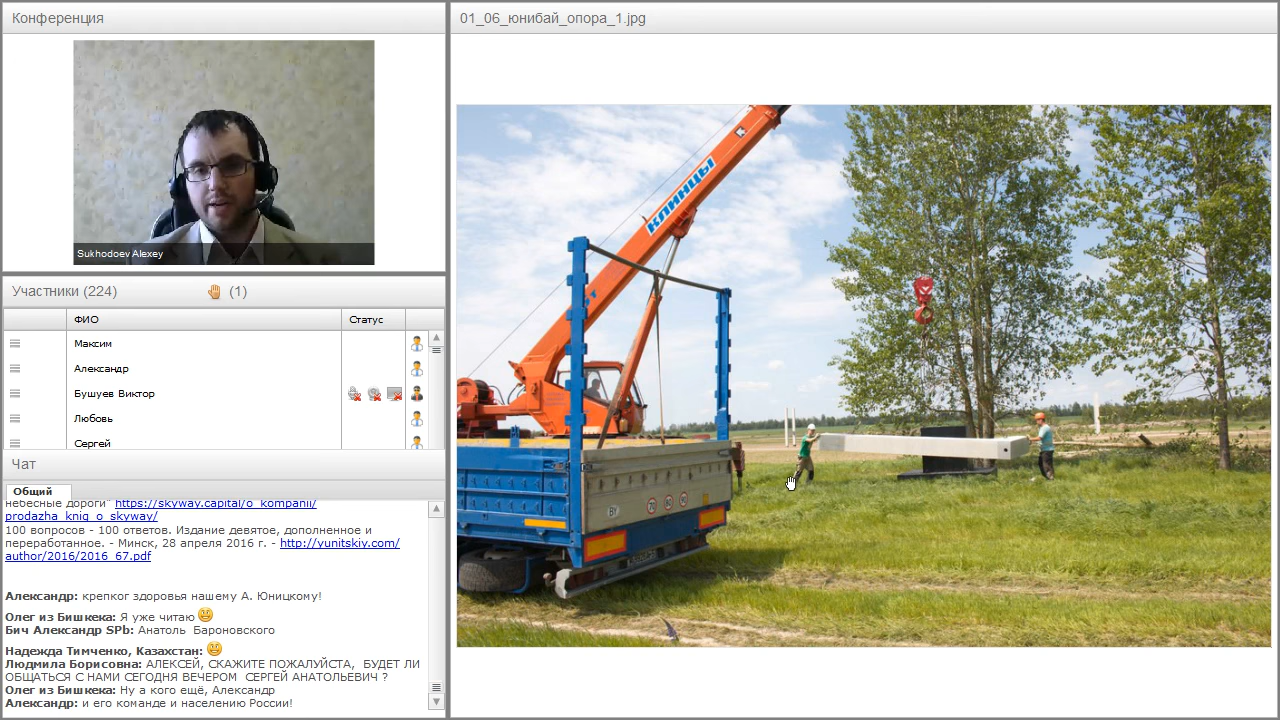 Конференция
Sukhodoev Alexey
Участники (224)
(1)
ФИО
Статус
Максим
Александр
Бушуев Виктор
Любовь
Сергей
Чат
Общий
небесные дороги" https://skyway.capital/o_kompanii/
prodazha_knig_o_skyway/
100 вопросов - 100 ответов. Издание девятое, дополненное и
переработанное. - Минск, 28 апреля 2016 г. - http://yunitskiy.com/
author/2016/2016_67.pdf
Александр: крепког здоровья нашему А. Юницкому!
Олег из Бишкека: Я уже читаю
Бич Александр SPb: Анатоль Бароновского
Надежда Тимченко, Казахстан:
Людмила Борисовна: АЛЕКСЕЙ, СКАЖИТЕ ПОЖАЛУЙСТА, БУДЕТ ЛИ
ОБЩАТЬСЯ С НАМИ СЕГОДНЯ ВЕЧЕРОМ СЕРГЕЙ АНАТОЛЬЕВИЧ ?
Олег из Бишкека: Ну а кого ещё, Александр
Александр: и его команде и населению России!
01_06_юнибай_опора_1.jpg
КЛИНЦЫ
BY
70